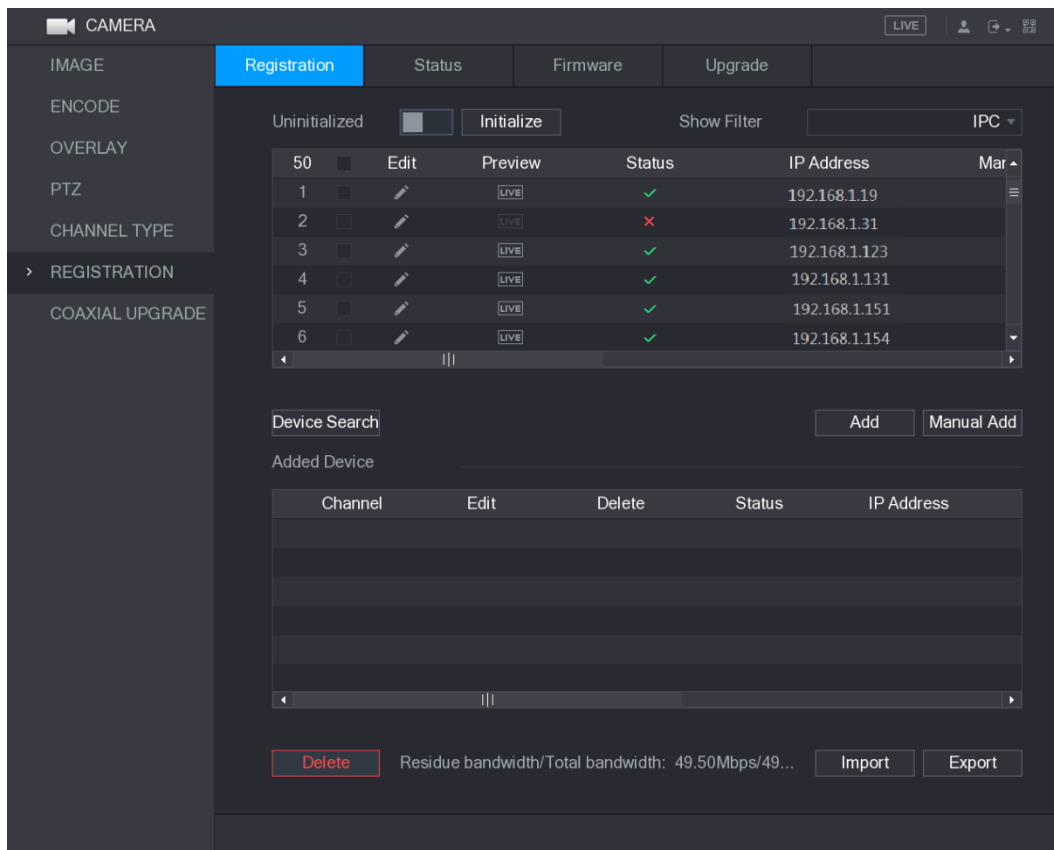 CAMERA LIVE
IMAGE
ENCODE
OVERLAY
PTZ
CHANNEL TYPE
> REGISTRATION
COAXIAL UPGRADE
Registration Status Firmware Upgrade
Uninitialized Initialize Show Filter IPC
50 Edit Preview Status IP Address Mar
1 LIVE 192.168.1.19
2 LIVE 192.168.1.31
3 LIVE 192.168.1.123
4 LIVE 192.168.1.131
5 LIVE 192.168.1.151
6 LIVE 192.168.1.154
Device Search Add Manual Add
Added Device
Channel Edit Delete Status IP Address
Delete Residue bandwidth/Total bandwidth: 49.50Mbps/49... Import Export